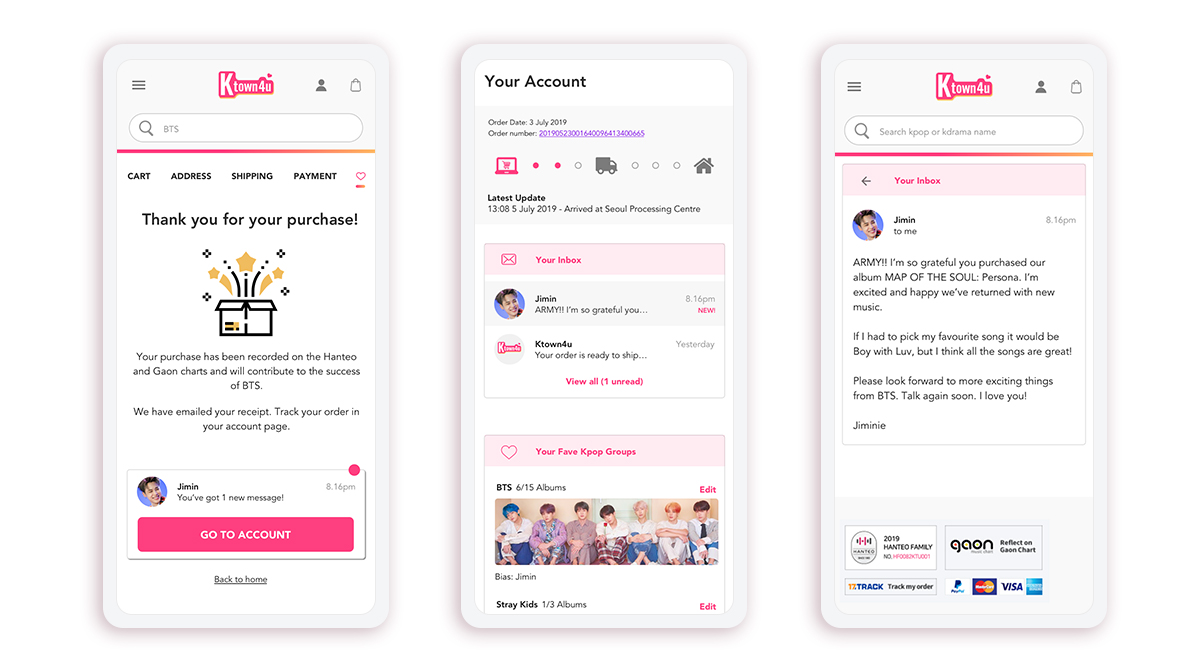 Ktown4u
BTS
CART ADDRESS SHIPPING PAYMENT
Thank you for your purchase!
Your purchase has been recorded on the Hanteo
and Gaon charts and will contribute to the success
of BTS.
We have emailed your receipt. Track your order in
your account page.
Jimin 8.16pm
You've got 1 new message!
GO TO ACCOUNT
Back to home
Your Account
Order Date: 3 July 2019
Order number: 20190523001640096413400665
Latest Update
13:08 5 July 2019 - Arrived at Seoul Processing Centre
Your Inbox
Jimin 8.16pm
ARMY!! I'm so grateful you... NEW!
Ktown4u
Ktown4u Yesterday
Your order is ready to ship...
View all (1 unread)
Your Fave Kpop Groups
BTS 6/15 Albums Edit
Bias: Jimin
Stray Kids 1/3 Albums Edit
Ktown4u
Search kpop or kdrama name
Your Inbox
Jimin 8.16pm
to me
ARMY!! I'm so grateful you purchased our
album MAP OF THE SOUL: Persona. I'm
excited and happy we've returned with new
music.
If I had to pick my favourite song it would be
Boy with Luv, but I think all the songs are great!
Please look forward to more exciting things
from BTS. Talk again soon. I love you!
Jiminie
HANTEO
2019
HANTEO FAMILY
NO. HF0082KTU001
gaon
music chart
Reflect on
Gaon Chart
17TRACK Track my order
PayPal MasterCard VISA